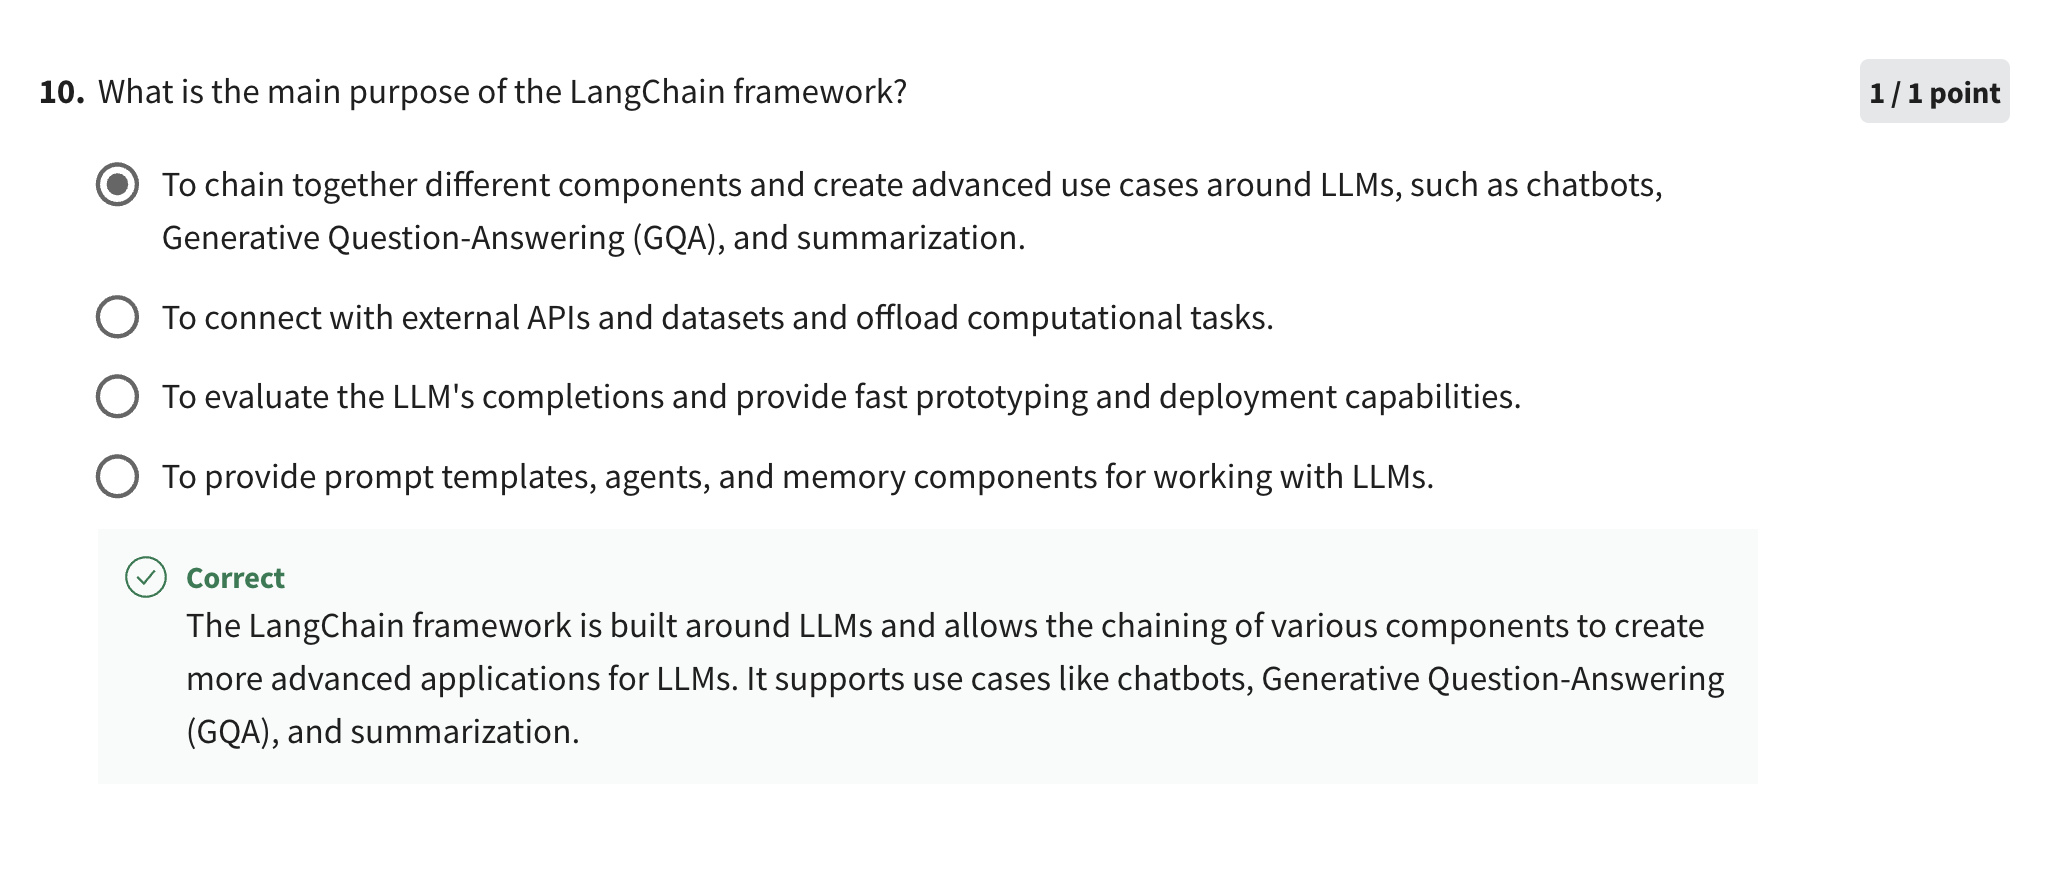 10. What is the main purpose of the LangChain framework?
1 / 1 point
To chain together different components and create advanced use cases around LLMs, such as chatbots,
Generative Question-Answering (GQA), and summarization.
To connect with external APIs and datasets and offload computational tasks.
To evaluate the LLM's completions and provide fast prototyping and deployment capabilities.
To provide prompt templates, agents, and memory components for working with LLMs.
Correct
The LangChain framework is built around LLMs and allows the chaining of various components to create
more advanced applications for LLMs. It supports use cases like chatbots, Generative Question-Answering
(GQA), and summarization.